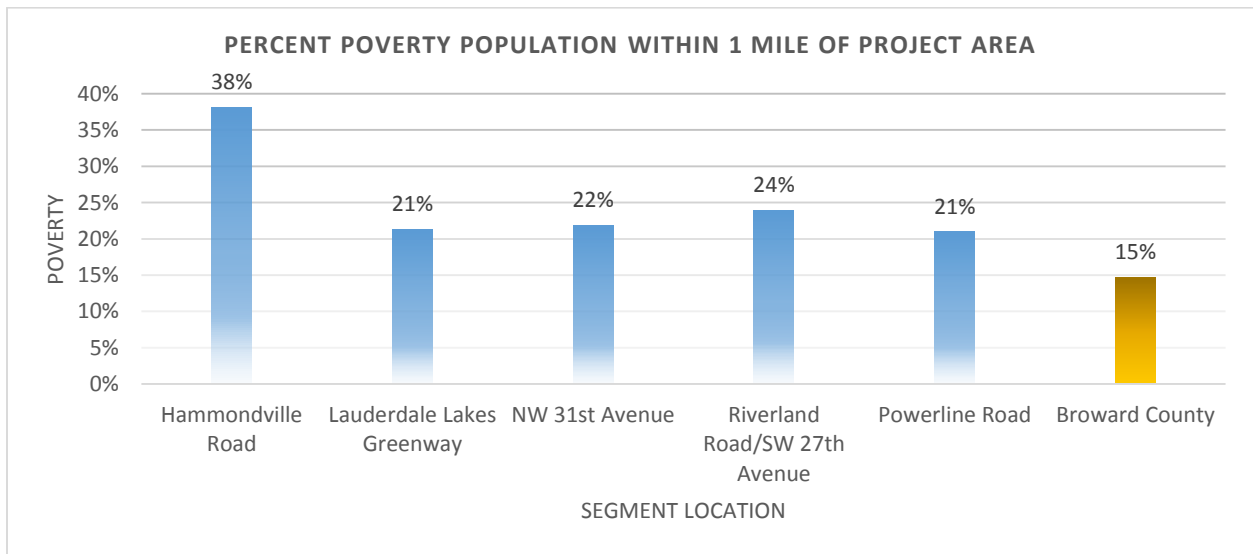 PERCENT POVERTY POPULATION WITHIN 1 MILE OF PROJECT AREA
38%
21%
22%
24%
21%
15%
40%
35%
30%
25%
20%
15%
10%
5%
0%
POVERTY
Hammondville
Road
Lauderdale Lakes
Greenway
NW 31st Avenue
Riverland
Road/SW 27th
Avenue
Powerline Road
Broward County
SEGMENT LOCATION